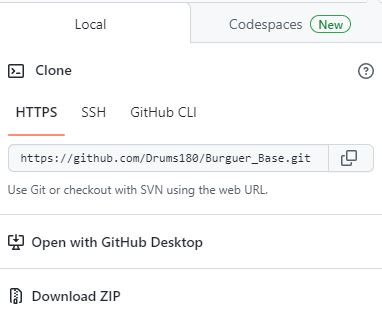 Local
Codespaces New
Clone
HTTPS SSH GitHub CLI
https://github.com/Drums180/Burguer_Base.git
Use Git or checkout with SVN using the web URL.
Open with GitHub Desktop
Download ZIP